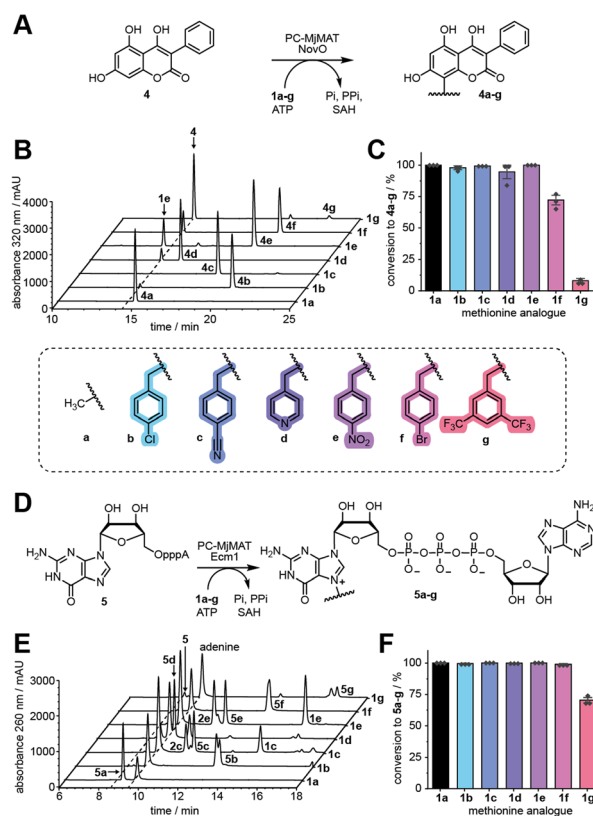 A
OH OH
HO O O
4
PC-MjMAT
NovO
1a-g
ATP
Pi, PPi,
SAH
OH OH
HO O O
4a-g
B
absorbance 320 nm / mAU
4000
3000
2000
1000
0
4
1e
4a
4d
4c
4b
4e
4f
4g
1g
1f
1e
1d
1c
1b
1a
10 15 20 25
time / min
C
conversion to 4a-g / %
100
75
50
25
0
1a 1b 1c 1d 1e 1f 1g
methionine analogue
H₃C
a
b
Cl
c
N
d
N
e
NO₂
f
Br
g
F₃C CF₃
D
OH OH
H₂N N N O OpppA
HN N
O
5
PC-MjMAT
Ecm1
1a-g
ATP
Pi, PPi,
SAH
OH OH
H₂N N N O O P O P O P O
HN N+
O
O− O− O−
O O O
NH₂
N N
N N
O
OH OH
5a-g
E
absorbance 260 nm / mAU
3000
2000
1000
0
5
adenine
5d
5a
2c
5c
2e
5e
5b
1c
5f
1e
5g
1g
1f
1e
1d
1c
1b
1a
6 8 10 12 14 16 18
time / min
F
conversion to 5a-g / %
100
75
50
25
0
1a 1b 1c 1d 1e 1f 1g
methionine analogue